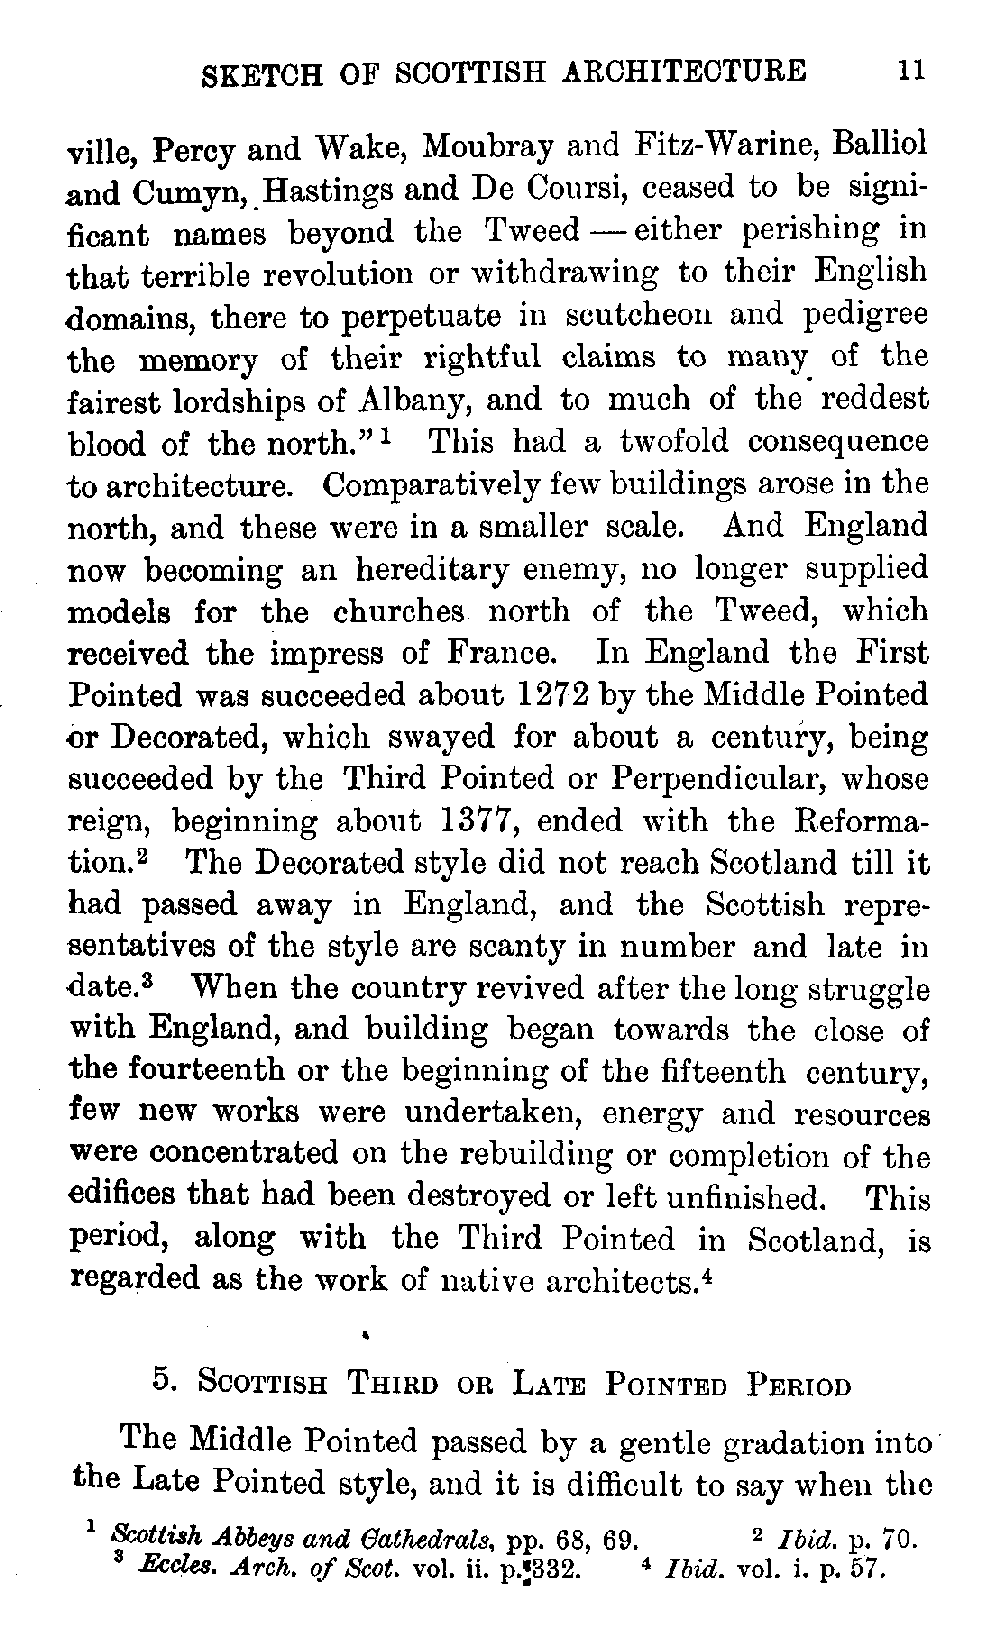 SKETCH OF SCOTTISH ARCHITECTURE 11
ville, Percy and Wake, Moubray and Fitz-Warine, Balliol
and Cumyn, Hastings and De Coursi, ceased to be signi-
ficant names beyond the Tweed — either perishing in
that terrible revolution or withdrawing to their English
domains, there to perpetuate in scutcheon and pedigree
the memory of their rightful claims to many of the
fairest lordships of Albany, and to much of the reddest
blood of the north." ¹ This had a twofold consequence
to architecture. Comparatively few buildings arose in the
north, and these were in a smaller scale. And England
now becoming an hereditary enemy, no longer supplied
models for the churches north of the Tweed, which
received the impress of France. In England the First
Pointed was succeeded about 1272 by the Middle Pointed
or Decorated, which swayed for about a century, being
succeeded by the Third Pointed or Perpendicular, whose
reign, beginning about 1377, ended with the Reforma-
tion.² The Decorated style did not reach Scotland till it
had passed away in England, and the Scottish repre-
sentatives of the style are scanty in number and late in
date.³ When the country revived after the long struggle
with England, and building began towards the close of
the fourteenth or the beginning of the fifteenth century,
few new works were undertaken, energy and resources
were concentrated on the rebuilding or completion of the
edifices that had been destroyed or left unfinished. This
period, along with the Third Pointed in Scotland, is
regarded as the work of native architects.⁴
5. SCOTTISH THIRD OR LATE POINTED PERIOD
The Middle Pointed passed by a gentle gradation into
the Late Pointed style, and it is difficult to say when the
¹ Scottish Abbeys and Cathedrals, pp. 68, 69. ² Ibid. p. 70.
³ Eccles. Arch. of Scot. vol. ii. p. 332. ⁴ Ibid. vol. i. p. 57.